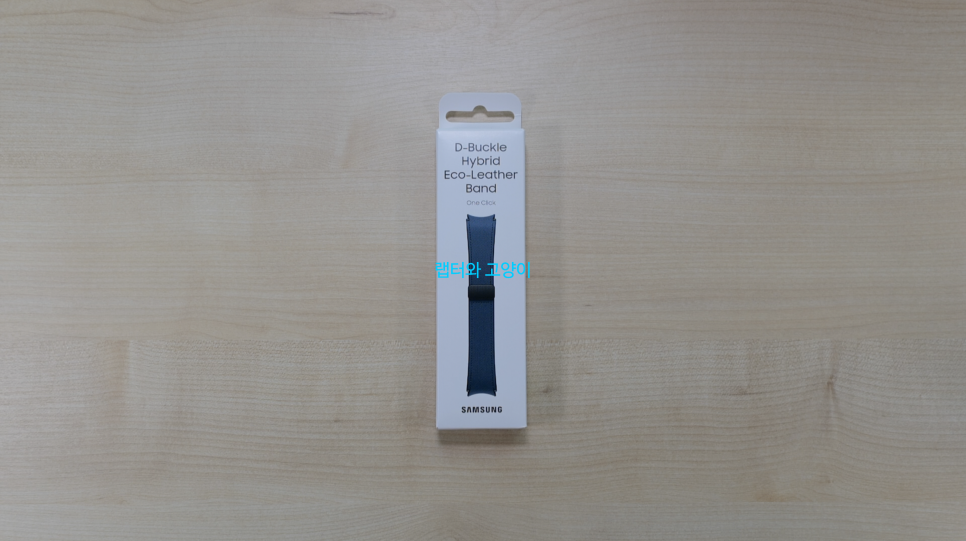 D-Buckle
Hybrid
Eco-Leather
Band
One Click
랩터와 고양이
SAMSUNG